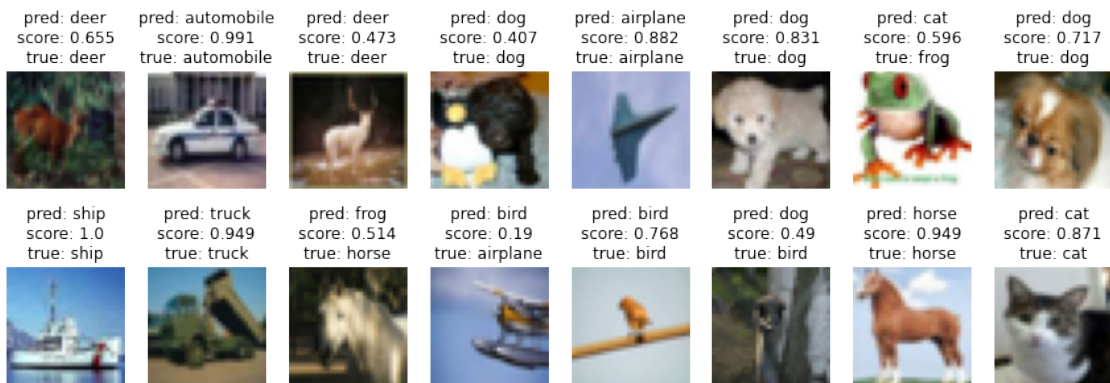 pred: deer
score: 0.655
true: deer
pred: automobile
score: 0.991
true: automobile
pred: deer
score: 0.473
true: deer
pred: dog
score: 0.407
true: dog
pred: airplane
score: 0.882
true: airplane
pred: dog
score: 0.831
true: dog
pred: cat
score: 0.596
true: frog
pred: dog
score: 0.717
true: dog
pred: ship
score: 1.0
true: ship
pred: truck
score: 0.949
true: truck
pred: frog
score: 0.514
true: horse
pred: bird
score: 0.19
true: airplane
pred: bird
score: 0.768
true: bird
pred: dog
score: 0.49
true: bird
pred: horse
score: 0.949
true: horse
pred: cat
score: 0.871
true: cat